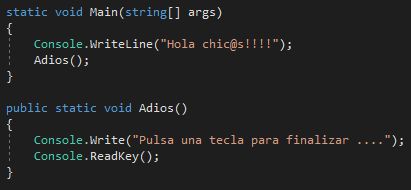 static void Main(string[] args)
{
    Console.WriteLine("Hola chic@s!!!!");
    Adios();
}

public static void Adios()
{
    Console.Write("Pulsa una tecla para finalizar ....");
    Console.ReadKey();
}